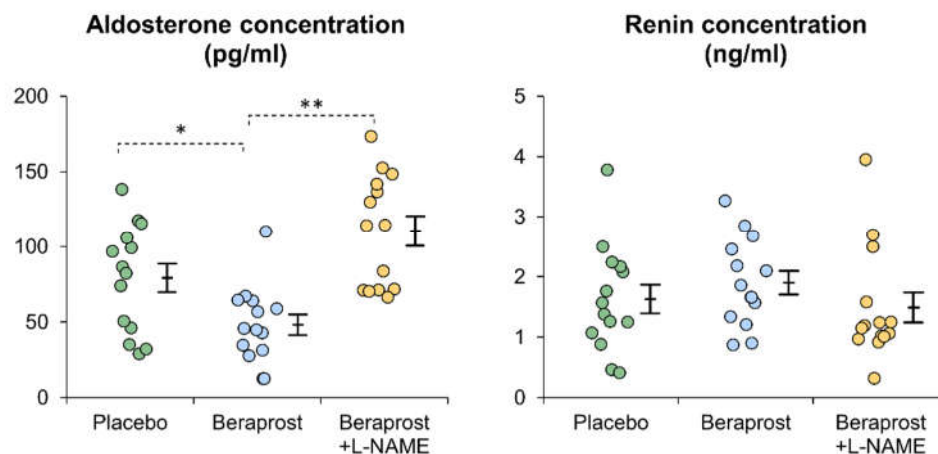 Aldosterone concentration
(pg/ml)
200
150
100
50
0
*
**
Placebo
Beraprost
Beraprost
+L-NAME
Renin concentration
(ng/ml)
5
4
3
2
1
0
Placebo
Beraprost
Beraprost
+L-NAME